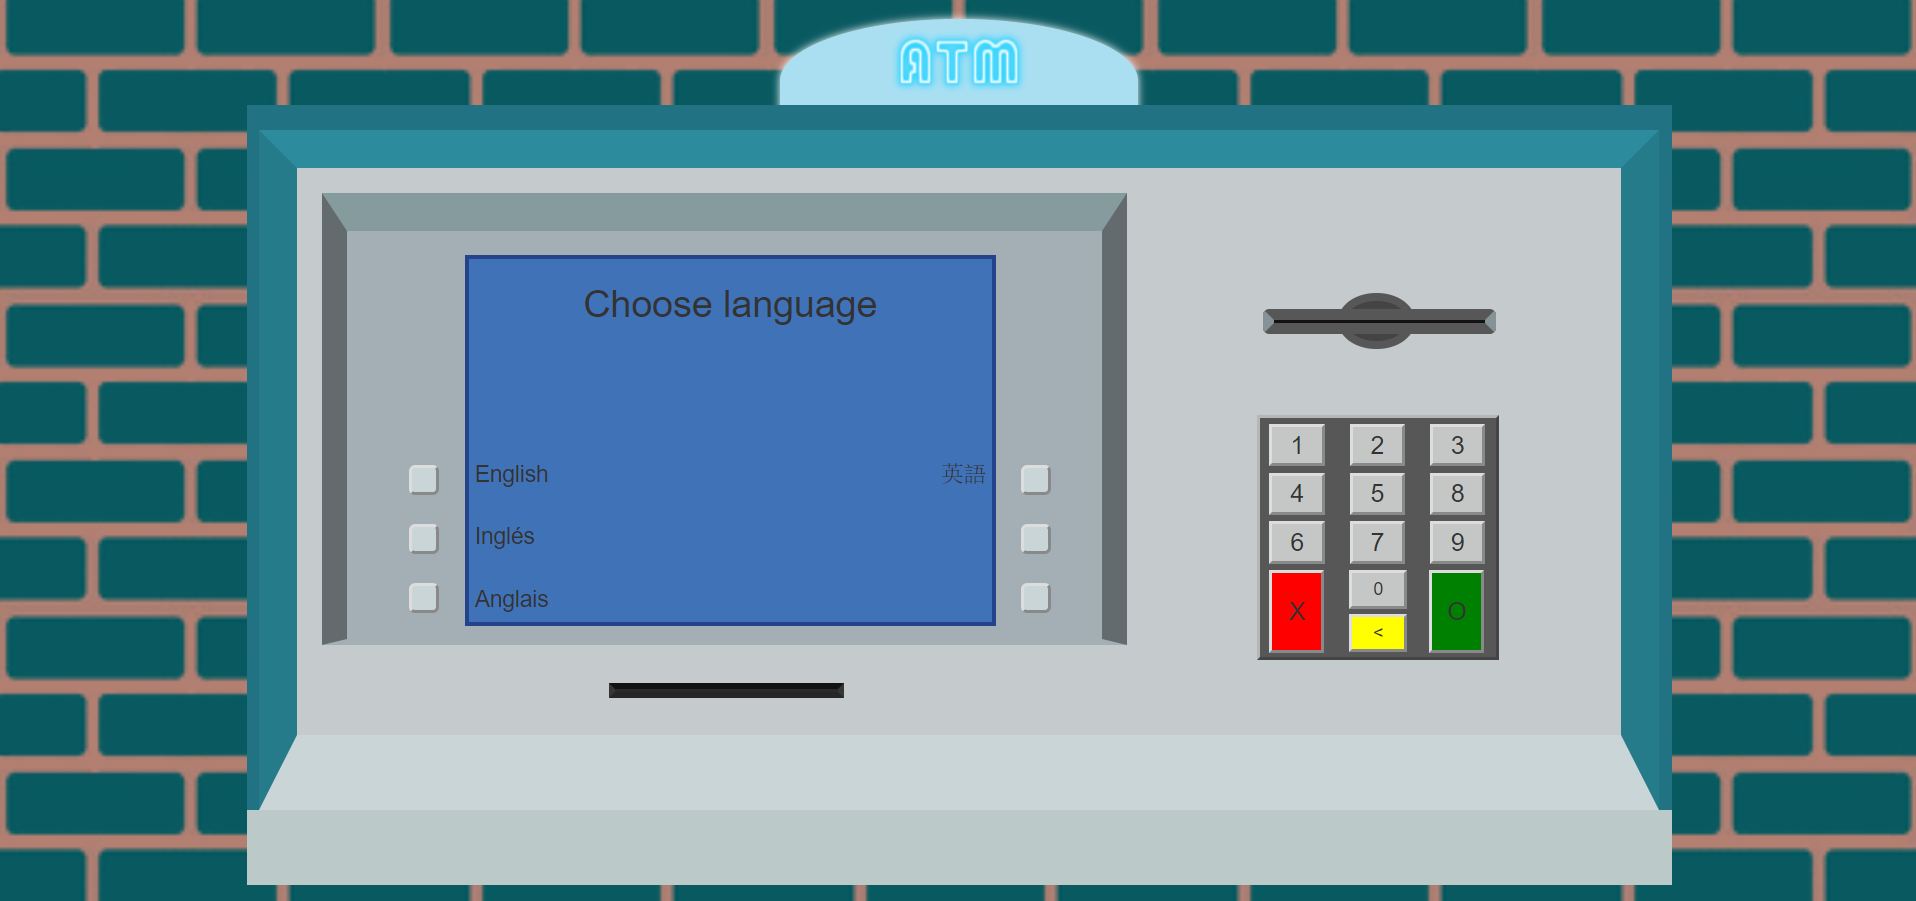 ATM
Choose language
English 英語
Inglés
Anglais
1 2 3
4 5 8
6 7 9
X 0 O
<